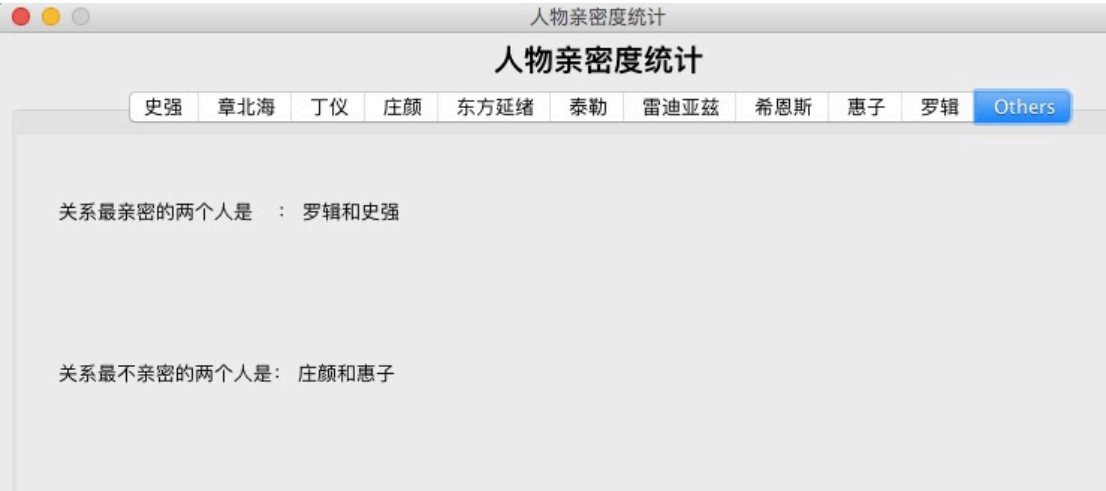 人物亲密度统计
人物亲密度统计
史强 章北海 丁仪 庄颜 东方延绪 泰勒 雷迪亚兹 希恩斯 惠子 罗辑 Others
关系最亲密的两个人是 ： 罗辑和史强
关系最不亲密的两个人是： 庄颜和惠子